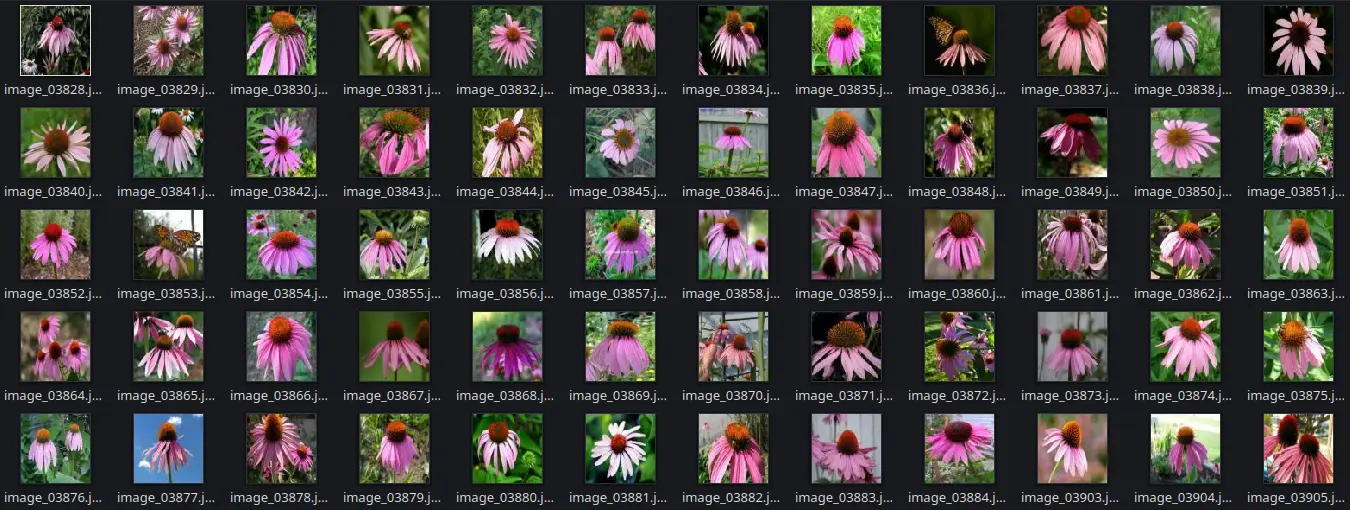 image_03828.j... image_03829.j... image_03830.j... image_03831.j... image_03832.j... image_03833.j... image_03834.j... image_03835.j... image_03836.j... image_03837.j... image_03838.j... image_03839.j...
image_03840.j... image_03841.j... image_03842.j... image_03843.j... image_03844.j... image_03845.j... image_03846.j... image_03847.j... image_03848.j... image_03849.j... image_03850.j... image_03851.j...
image_03852.j... image_03853.j... image_03854.j... image_03855.j... image_03856.j... image_03857.j... image_03858.j... image_03859.j... image_03860.j... image_03861.j... image_03862.j... image_03863.j...
image_03864.j... image_03865.j... image_03866.j... image_03867.j... image_03868.j... image_03869.j... image_03870.j... image_03871.j... image_03872.j... image_03873.j... image_03874.j... image_03875.j...
image_03876.j... image_03877.j... image_03878.j... image_03879.j... image_03880.j... image_03881.j... image_03882.j... image_03883.j... image_03884.j... image_03903.j... image_03904.j... image_03905.j...